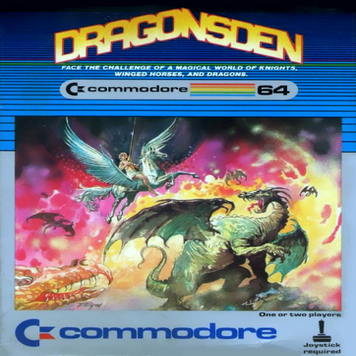 DRAGONSDEN
FACE THE CHALLENGE OF A MAGICAL WORLD OF KNIGHTS,
WINGED HORSES, AND DRAGONS.
commodore 64
One or two players
commodore
Joystick
required